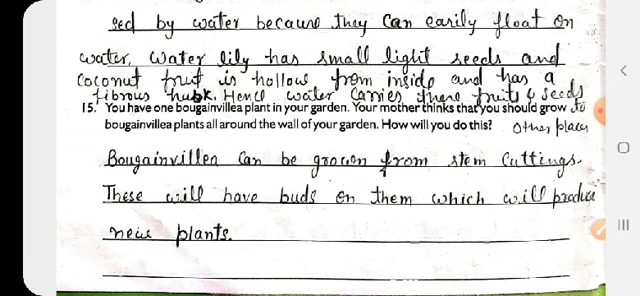 sed by water because they can easily float on
water. Water lily has small light seeds and
coconut fruit is hollow from inside and has a
fibrous husk. Hence water carries there fruits & seeds
15. You have one bougainvillea plant in your garden. Your mother thinks that you should grow to
bougainvillea plants all around the wall of your garden. How will you do this? Other places
Bougainvillea can be grown from stem cuttings.
These will have buds on them which will produce
new plants.